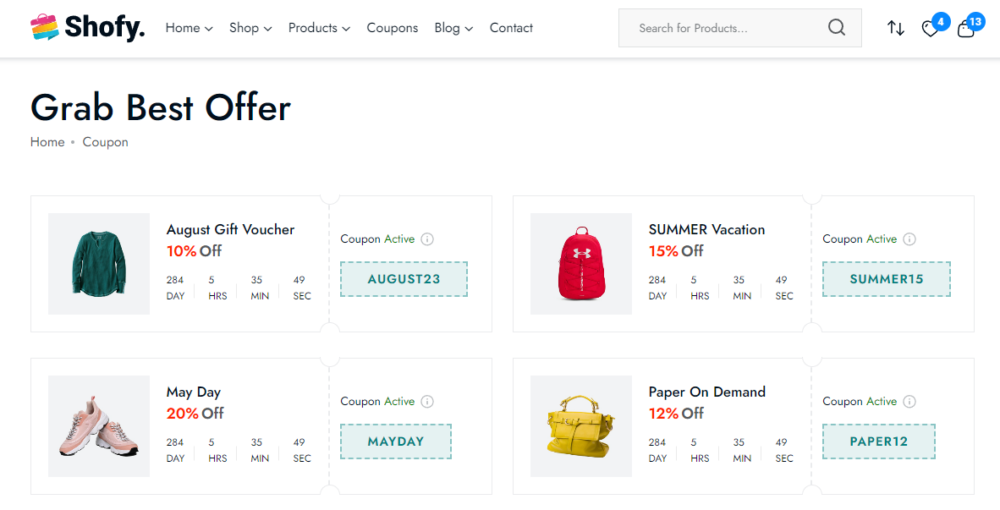 Shofy.
Home Shop Products Coupons Blog Contact
Search for Products...
4
13
Grab Best Offer
Home • Coupon
August Gift Voucher
10% Off
284 5 35 49
DAY HRS MIN SEC
Coupon Active
AUGUST23
SUMMER Vacation
15% Off
284 5 35 49
DAY HRS MIN SEC
Coupon Active
SUMMER15
May Day
20% Off
284 5 35 49
DAY HRS MIN SEC
Coupon Active
MAYDAY
Paper On Demand
12% Off
284 5 35 49
DAY HRS MIN SEC
Coupon Active
PAPER12